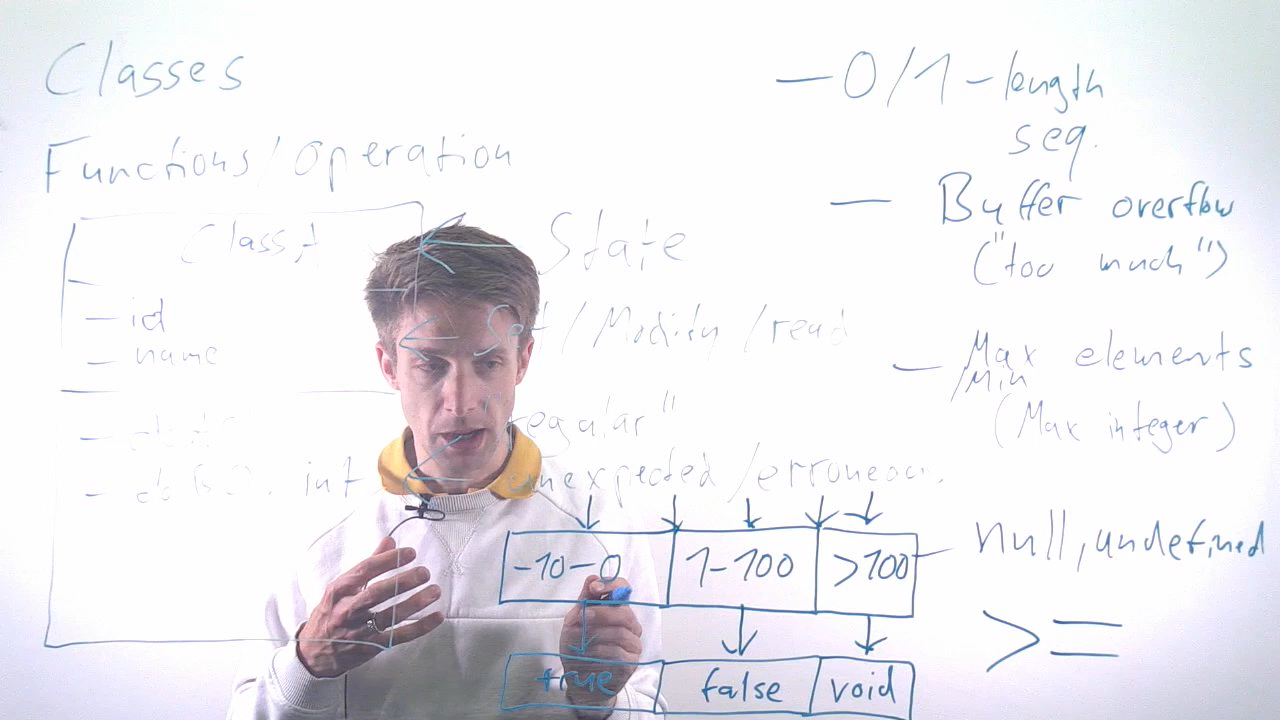 Classes
Functions/operation
Class A
- id
- name
int
← State
Set/Modify/read
"regular"
unexpected/erroneou.
- 0/1-length
seq.
- Buffer overflow
("too much")
- Max elements
/Min
(Max integer)
- null, undefined
>=
-10-0 1-100 >100
true false void